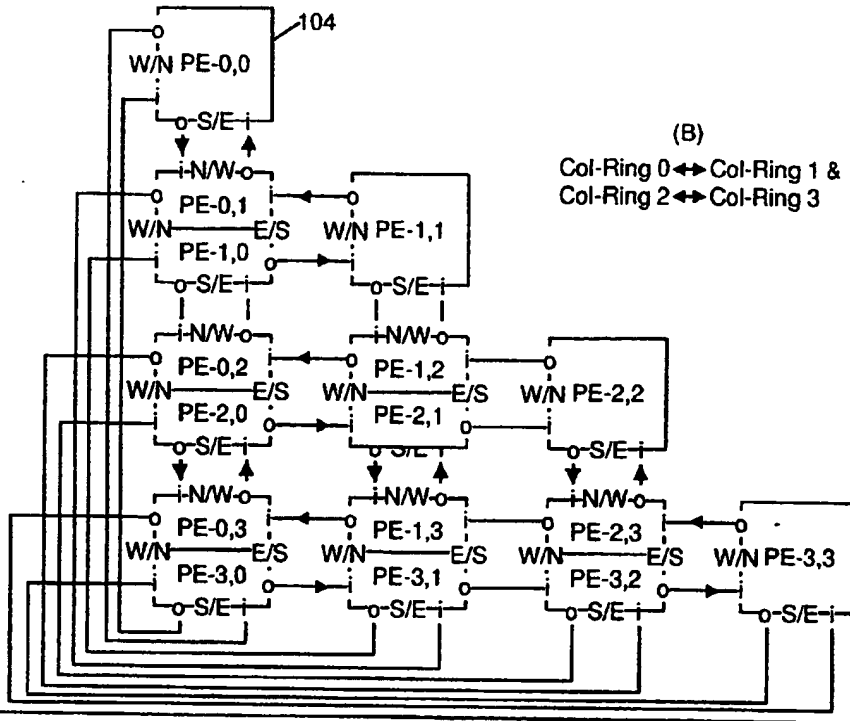 104
o
W/N PE-0,0
i
o S/E i
(B)
Col-Ring 0 ↔ Col-Ring 1 &
Col-Ring 2 ↔ Col-Ring 3
i N/W o
o PE-0,1 i o
W/N E/S W/N PE-1,1
i PE-1,0 o i
o S/E i o S/E i
i N/W o i N/W o
o PE-0,2 i o PE-1,2 i o
W/N E/S W/N E/S W/N PE-2,2
i PE-2,0 o i PE-2,1 o i
o S/E i o S/E i o S/E i
i N/W o i N/W o i N/W o
o PE-0,3 i o PE-1,3 i o PE-2,3 i o
W/N E/S W/N E/S W/N E/S W/N PE-3,3
i PE-3,0 o i PE-3,1 o i PE-3,2 o i
o S/E i o S/E i o S/E i o S/E i